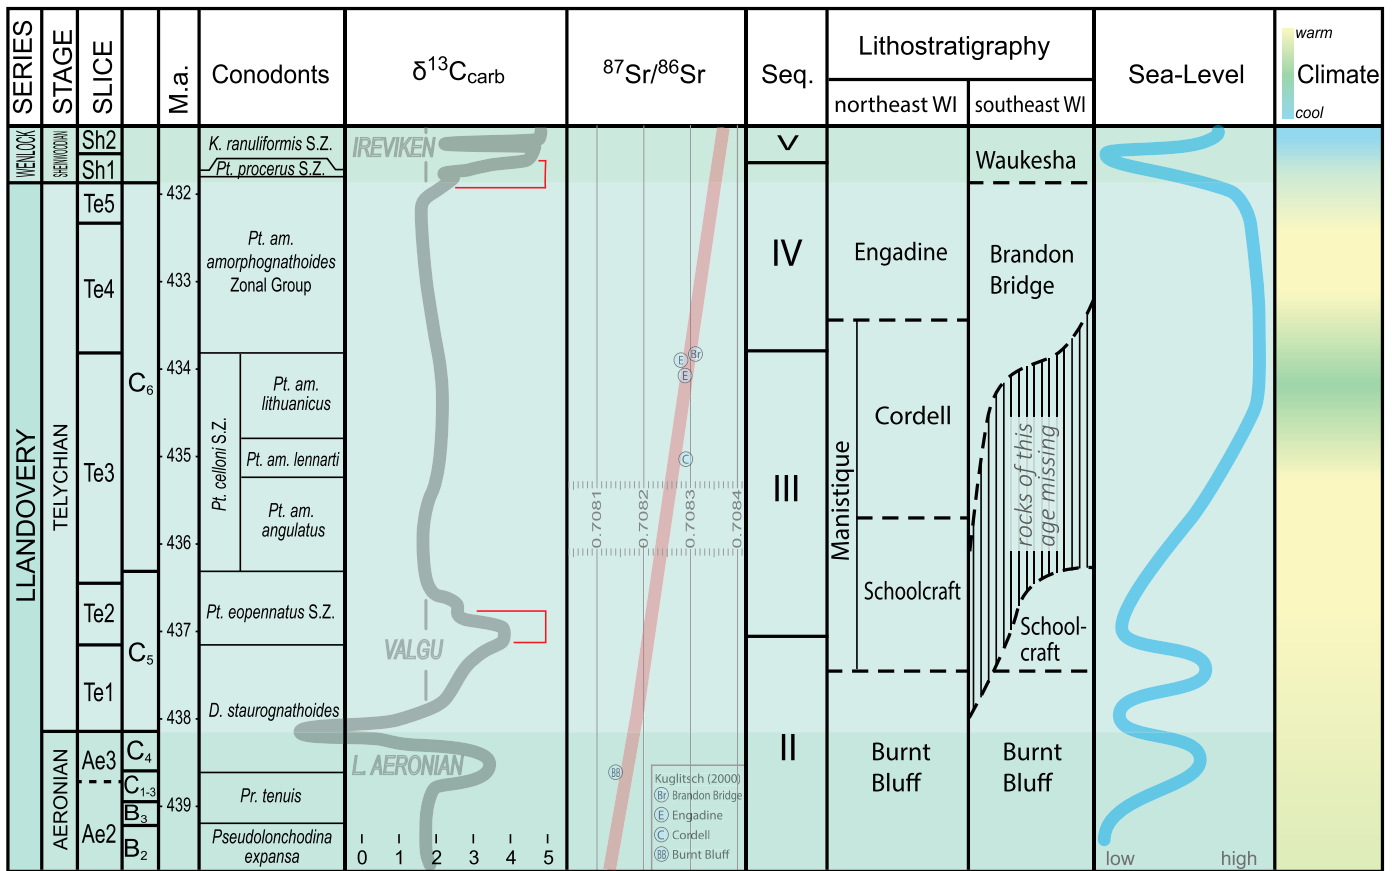 SERIES
STAGE
SLICE
M.a.
Conodonts
δ13Ccarb
87Sr/86Sr
Seq.
Lithostratigraphy
northeast WI
southeast WI
Sea-Level
warm
Climate
cool
WENLOCK
SHEINWOODIAN
Sh2
Sh1
LLANDOVERY
TELYCHIAN
AERONIAN
Te5
Te4
Te3
Te2
Te1
Ae3
Ae2
C6
C5
C4
C1-3
B3
B2
432
433
434
435
436
437
438
439
K. ranuliformis S.Z.
Pt. procerus S.Z.
Pt. am.
amorphognathoides
Zonal Group
Pt. celloni S.Z.
Pt. am.
lithuanicus
Pt. am. lennarti
Pt. am.
angulatus
Pt. eopennatus S.Z.
D. staurognathoides
Pr. tenuis
Pseudolonchodina
expansa
IREVIKEN
VALGU
L. AERONIAN
0 1 2 3 4 5
Br
E
E
C
0.7081
0.7082
0.7083
0.7084
BB
Kuglitsch (2000)
Br Brandon Bridge
E Engadine
C Cordell
BB Burnt Bluff
V
IV
III
II
Engadine
Manistique
Cordell
Schoolcraft
Burnt
Bluff
Waukesha
Brandon
Bridge
rocks of this
age missing
School-
craft
Burnt
Bluff
low
high